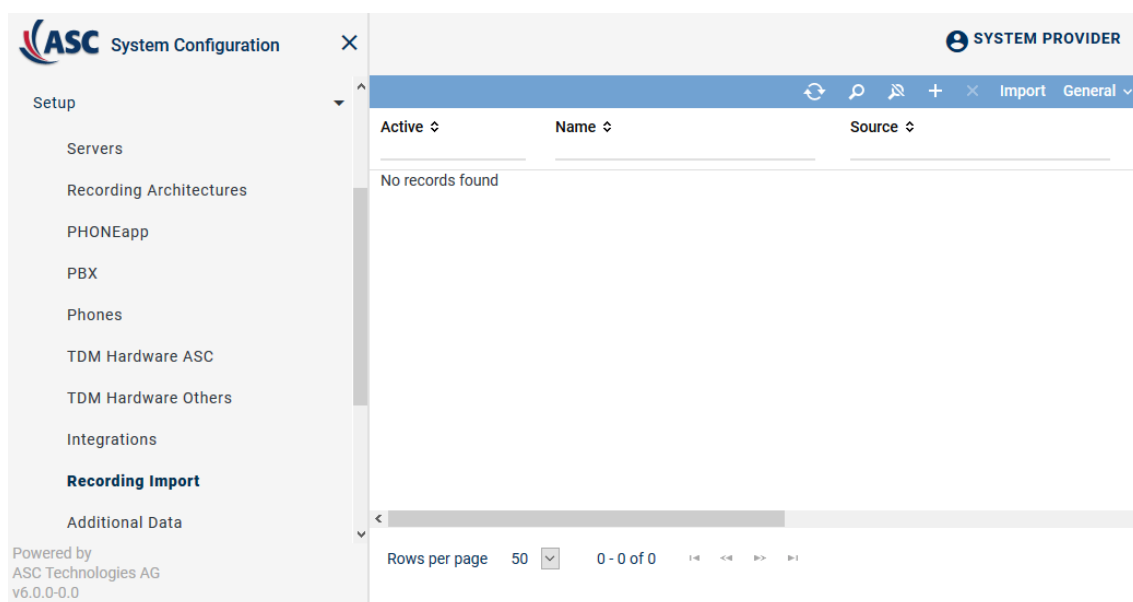 ASC System Configuration
SYSTEM PROVIDER
Setup
Servers
Recording Architectures
PHONEapp
PBX
Phones
TDM Hardware ASC
TDM Hardware Others
Integrations
Recording Import
Additional Data
Powered by
ASC Technologies AG
v6.0.0-0.0
Import General
Active Name Source
No records found
Rows per page 50 0 - 0 of 0